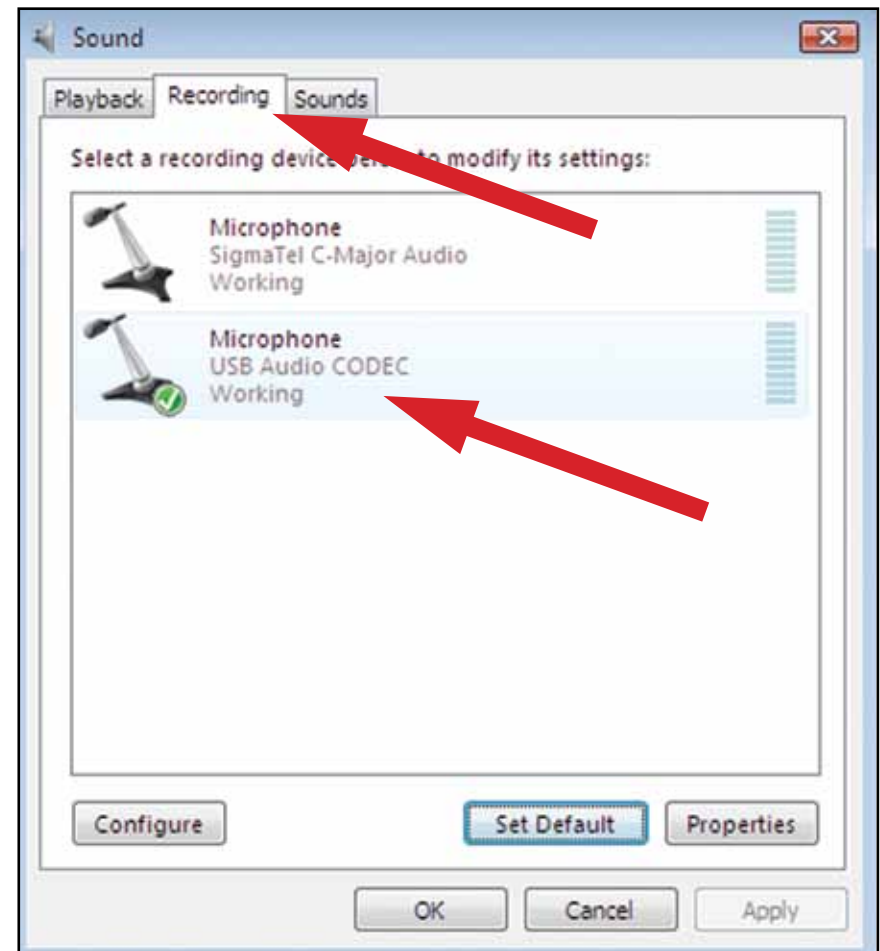 Sound
Playback Recording Sounds
Select a recording device to modify its settings:
Microphone
SigmaTel C-Major Audio
Working
Microphone
USB Audio CODEC
Working
Configure Set Default Properties
OK Cancel Apply